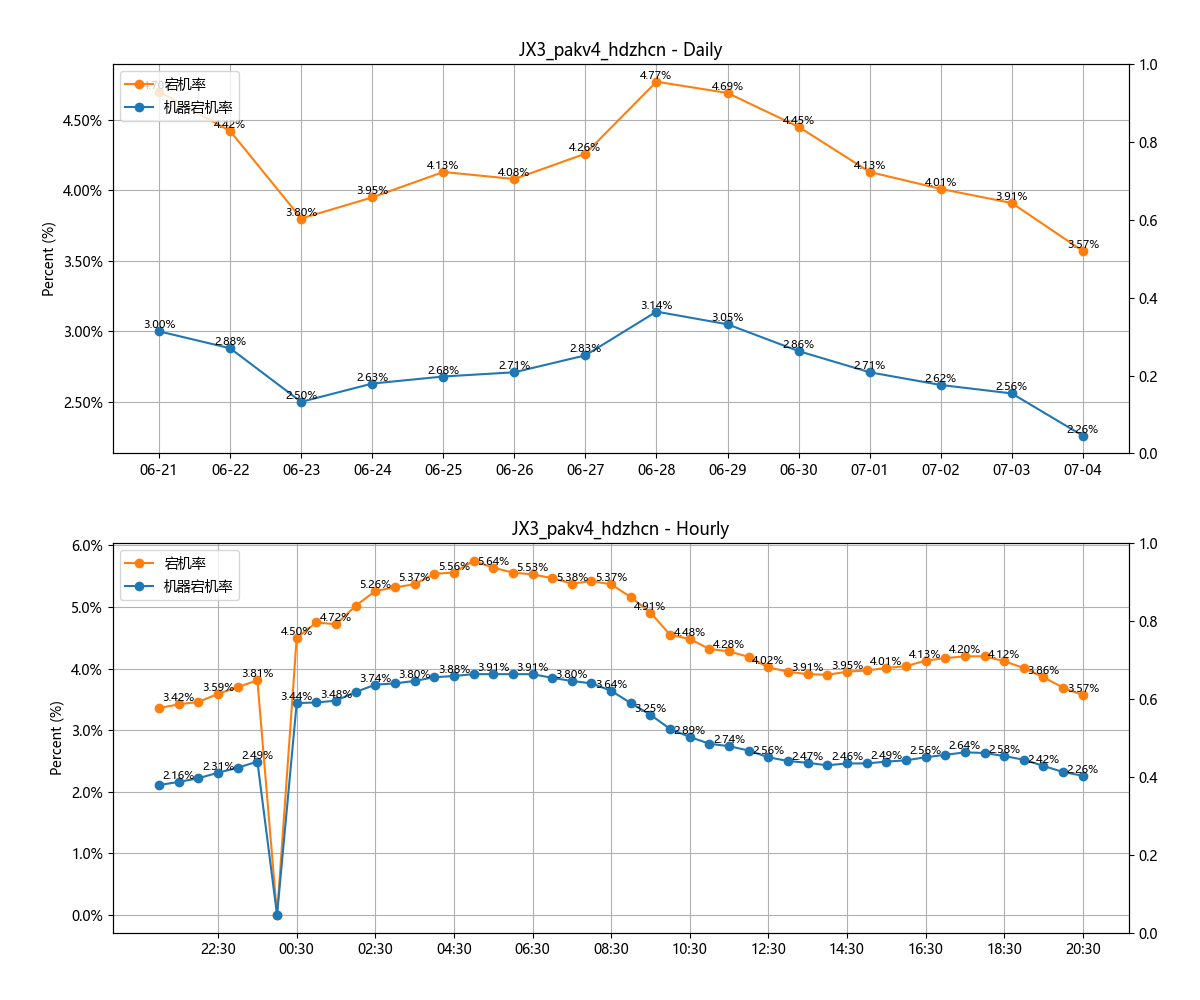 JX3_pakv4_hdzhcn - Daily
宕机率
机器宕机率
Percent (%)
4.50%
4.00%
3.50%
3.00%
2.50%
1.0
0.8
0.6
0.4
0.2
0.0
4.70% 4.42% 3.80% 3.95% 4.13% 4.08% 4.26% 4.77% 4.69% 4.45% 4.13% 4.01% 3.91% 3.57%
3.00% 2.88% 2.50% 2.63% 2.68% 2.71% 2.83% 3.14% 3.05% 2.86% 2.71% 2.62% 2.56% 2.26%
06-21 06-22 06-23 06-24 06-25 06-26 06-27 06-28 06-29 06-30 07-01 07-02 07-03 07-04
JX3_pakv4_hdzhcn - Hourly
宕机率
机器宕机率
Percent (%)
6.0%
5.0%
4.0%
3.0%
2.0%
1.0%
0.0%
1.0
0.8
0.6
0.4
0.2
0.0
3.42% 3.59% 3.81% 4.50% 4.72% 5.26% 5.37% 5.56% 5.64% 5.53% 5.38% 5.37% 4.91% 4.48% 4.28% 4.02% 3.91% 3.95% 4.01% 4.13% 4.20% 4.12% 3.86% 3.57%
2.16% 2.31% 2.49% 3.44% 3.48% 3.74% 3.80% 3.88% 3.91% 3.91% 3.80% 3.64% 3.25% 2.89% 2.74% 2.56% 2.47% 2.46% 2.49% 2.56% 2.64% 2.58% 2.42% 2.26%
22:30 00:30 02:30 04:30 06:30 08:30 10:30 12:30 14:30 16:30 18:30 20:30